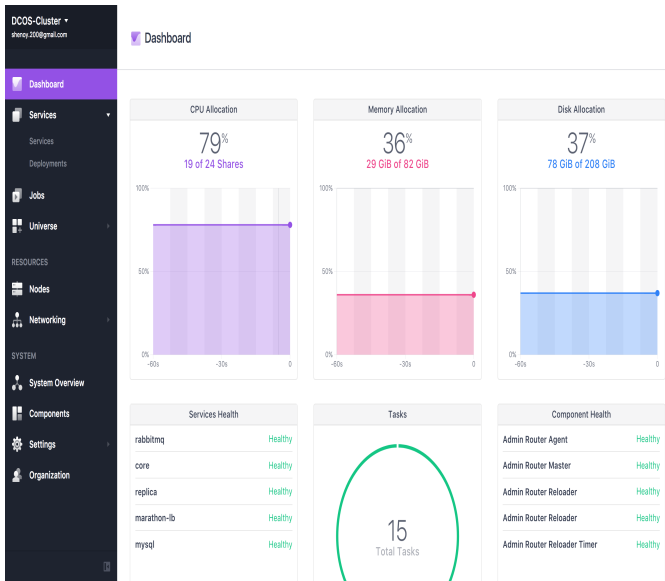 DCOS-Cluster
shenoy.200@gmail.com
Dashboard
Services
Services
Deployments
Jobs
Universe
RESOURCES
Nodes
Networking
SYSTEM
System Overview
Components
Settings
Organization
Dashboard
CPU Allocation
79%
19 of 24 Shares
100%
50%
0%
-60s -30s 0
Memory Allocation
36%
29 GiB of 82 GiB
100%
50%
0%
-60s -30s 0
Disk Allocation
37%
78 GiB of 208 GiB
100%
50%
0%
-60s -30s 0
Services Health
rabbitmq Healthy
core Healthy
replica Healthy
marathon-lb Healthy
mysql Healthy
Tasks
15
Total Tasks
Component Health
Admin Router Agent Healthy
Admin Router Master Healthy
Admin Router Reloader Healthy
Admin Router Reloader Healthy
Admin Router Reloader Timer Healthy